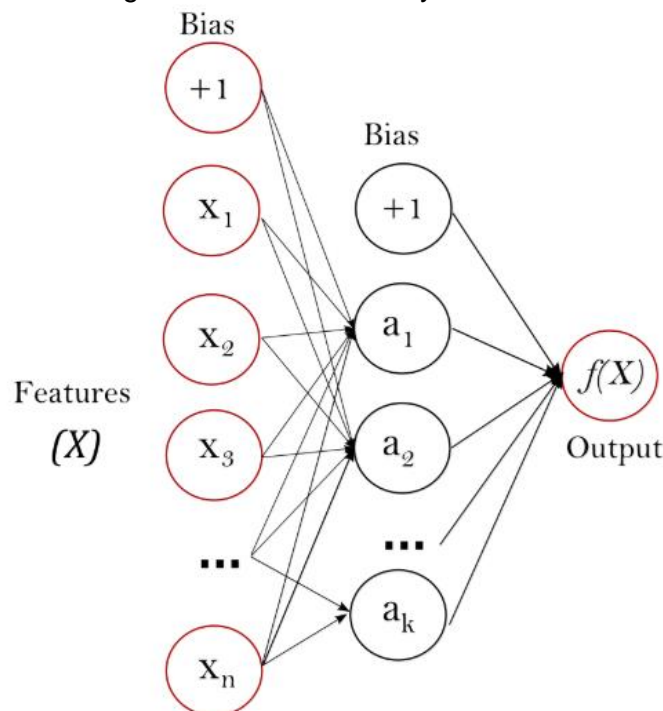 Bias
+1
Bias
x1
+1
x2
a1
f(X)
Features
(X)
x3
a2
Output
...
...
xn
ak